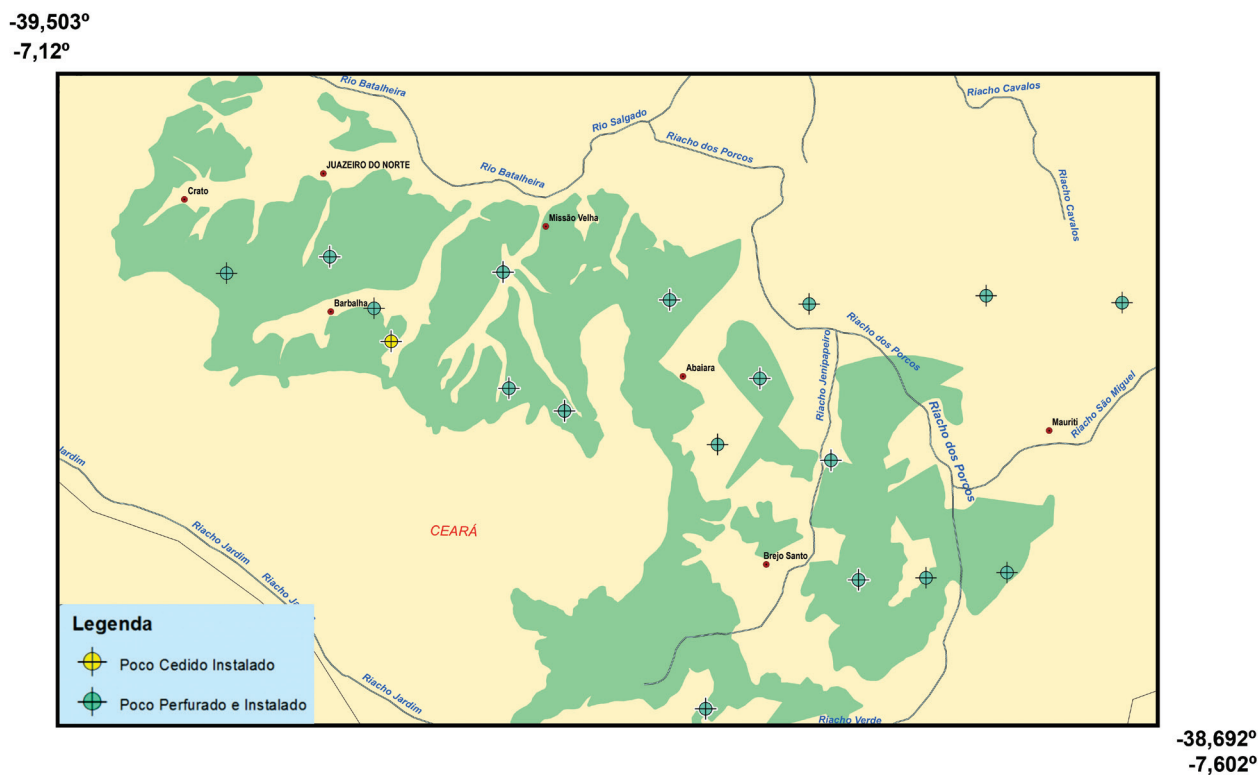 -39,503º
-7,12º
Rio Batalheira
Riacho Cavalos
Rio Salgado
Riacho dos Porcos
JUAZEIRO DO NORTE
Rio Batalheira
Crato
Riacho Cavalos
Missão Velha
Barbalha
Riacho dos Porcos
Riacho Jenipapeiro
Abaiara
Riacho São Miguel
Mauriti
Riacho dos Porcos
Jardim
Riacho Jardim
CEARÁ
Brejo Santo
Riacho J
Legenda
Poco Cedido Instalado
Riacho Jardim
Poco Perfurado e Instalado
Riacho Verde
-38,692º
-7,602º